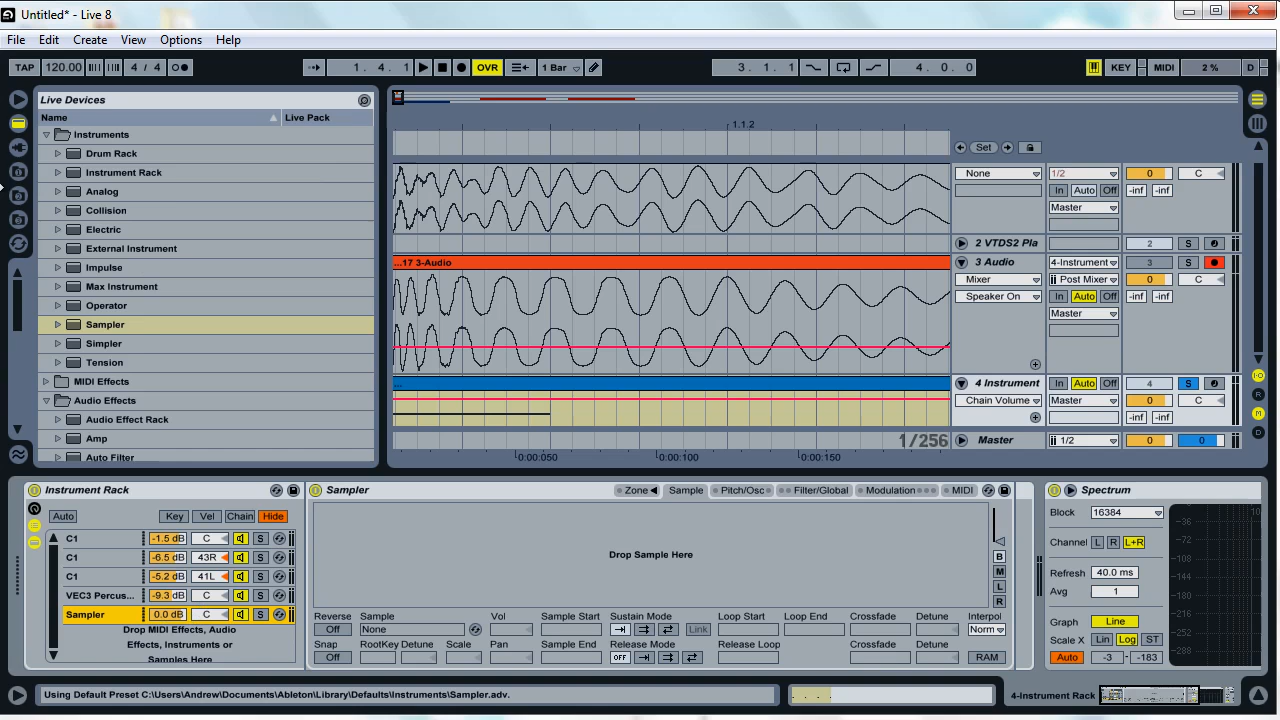 Untitled* - Live 8
File Edit Create View Options Help
TAP 120.00 4 / 4 1. 4. 1 OVR 1 Bar 3. 1. 1 4. 0. 0 KEY MIDI 2 % D
Live Devices
Name Live Pack
Instruments
Drum Rack
Instrument Rack
Analog
Collision
Electric
External Instrument
Impulse
Max Instrument
Operator
Sampler
Simpler
Tension
MIDI Effects
Audio Effects
Audio Effect Rack
Amp
Auto Filter
1.1.2
Set
None 1/2 0 C
In Auto Off -inf -inf
Master
2 VTDS2 Pla 2 S
...17 3-Audio 3 Audio 4-Instrument 3 S
Mixer Post Mixer 0 C
Speaker On In Auto Off -inf -inf
Master
... 4 Instrument In Auto Off 4 S
Chain Volume Master 0 C
-inf -inf
1/256 Master 1/2 0 0
0:00:050 0:00:100 0:00:150
I·O
R
M
D
Instrument Rack
Auto Key Vel Chain Hide
C1 -1.5 dB C S
C1 -6.5 dB 43R S
C1 -5.2 dB 41L S
VEC3 Percus... -9.3 dB C S
Sampler 0.0 dB C S
Drop MIDI Effects, Audio
Effects, Instruments or
Samples Here
Sampler Zone Sample Pitch/Osc Filter/Global Modulation MIDI
Drop Sample Here
B
M
L
R
Reverse Sample Vol Sample Start Sustain Mode Loop Start Loop End Crossfade Detune Interpol
Off None Link Norm
Snap RootKey Detune Scale Pan Sample End Release Mode Release Loop Crossfade Detune
Off OFF RAM
Spectrum
Block 16384
Channel L R L+R
Refresh 40.0 ms
Avg 1
Graph Line
Scale X Lin Log ST
Auto -3 - -183
10
-36
-72
-108
-144
-180
-216
-252
-288
Using Default Preset C:\Users\Andrew\Documents\Ableton\Library\Defaults\Instruments\Sampler.adv.
4-Instrument Rack